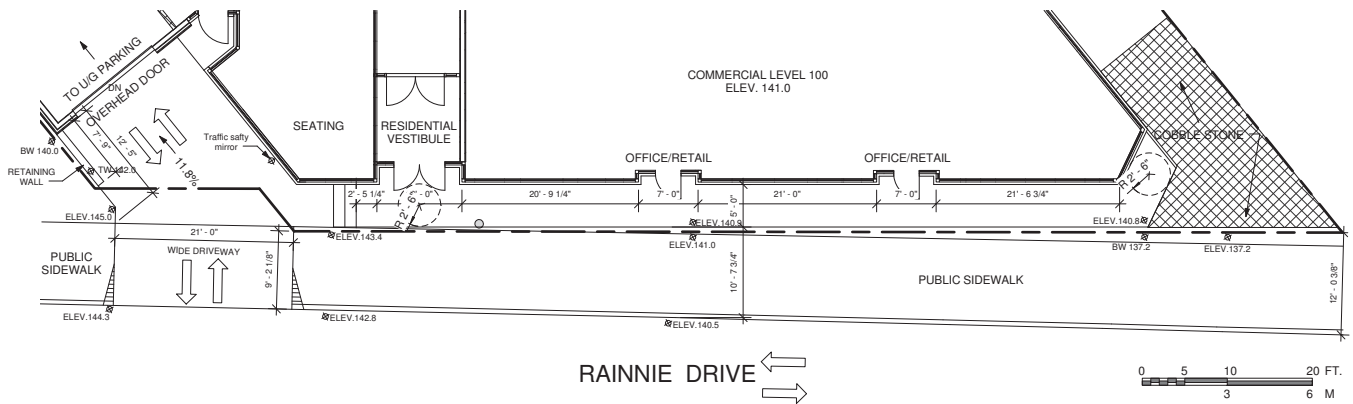 TO U/G PARKING
OVERHEAD DOOR
DN
BW 140.0
7' - 9"
12' - 5"
11.8%
TW 142.0
RETAINING
WALL
Traffic safty
mirror
SEATING
RESIDENTIAL
VESTIBULE
COMMERCIAL LEVEL 100
ELEV. 141.0
OFFICE/RETAIL
OFFICE/RETAIL
COBBLE STONE
2' - 5 1/4"
R 2' - 6"
20' - 9 1/4"
7' - 0"
21' - 0"
7' - 0"
21' - 6 3/4"
R 2' - 6"
5' - 0"
ELEV.145.0
ELEV.143.4
ELEV.140.9
ELEV.141.0
ELEV.140.8
BW 137.2
ELEV.137.2
21' - 0"
WIDE DRIVEWAY
PUBLIC
SIDEWALK
9' - 2 1/8"
10' - 7 3/4"
PUBLIC SIDEWALK
12' - 0 3/8"
ELEV.144.3
ELEV.142.8
ELEV.140.5
RAINNIE DRIVE
0 5 10 20 FT.
3 6 M